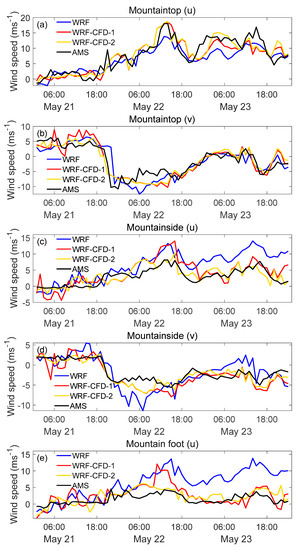 Mountaintop (u)
(a)
WRF
WRF-CFD-1
WRF-CFD-2
AMS
20
15
10
5
0
Wind speed (ms⁻¹)
06:00 18:00 06:00 18:00 06:00 18:00
May 21 May 22 May 23
Mountaintop (v)
(b)
WRF
WRF-CFD-1
WRF-CFD-2
AMS
10
5
0
-5
-10
Wind speed (ms⁻¹)
06:00 18:00 06:00 18:00 06:00 18:00
May 21 May 22 May 23
Mountainside (u)
(c)
WRF
WRF-CFD-1
WRF-CFD-2
AMS
15
10
5
0
Wind speed (ms⁻¹)
06:00 18:00 06:00 18:00 06:00 18:00
May 21 May 22 May 23
Mountainside (v)
(d)
WRF
WRF-CFD-1
WRF-CFD-2
AMS
5
0
-5
-10
Wind speed (ms⁻¹)
06:00 18:00 06:00 18:00 06:00 18:00
May 21 May 22 May 23
Mountain foot (u)
(e)
WRF
WRF-CFD-1
WRF-CFD-2
AMS
15
10
5
0
Wind speed (ms⁻¹)
06:00 18:00 06:00 18:00 06:00 18:00
May 21 May 22 May 23